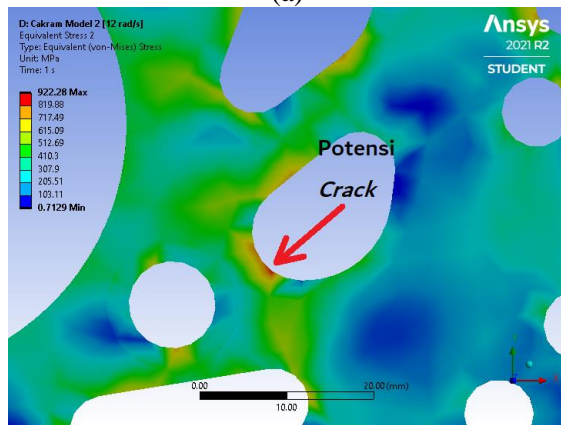 (a)
D: Cakram Model 2 [12 rad/s]
Equivalent Stress 2
Type: Equivalent (von-Mises) Stress
Unit: MPa
Time: 1 s
922.28 Max
819.88
717.49
615.09
512.69
410.3
307.9
205.51
103.11
0.7129 Min
Ansys
2021 R2
STUDENT
Potensi
Crack
0.00
20.00 (mm)
10.00